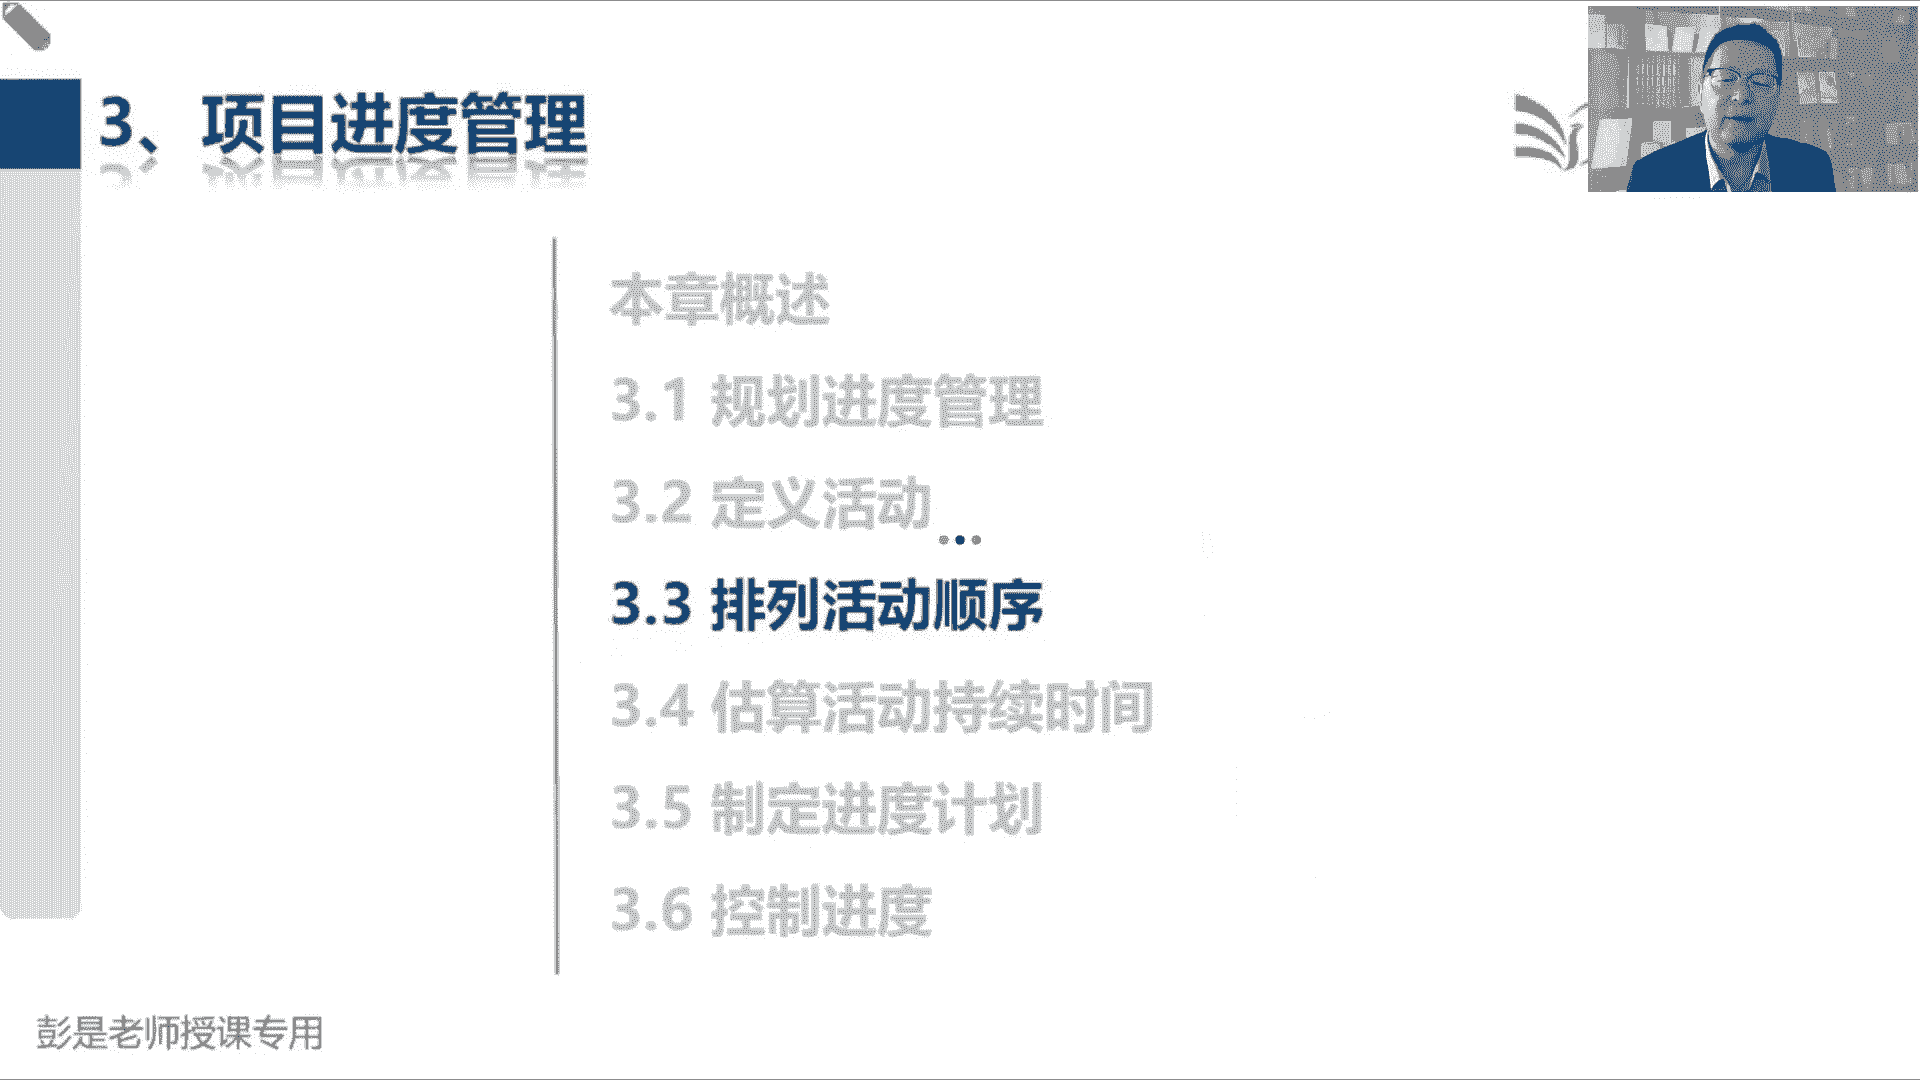 3、项目进度管理
本章概述
3.1 规划进度管理
3.2 定义活动
3.3 排列活动顺序
3.4 估算活动持续时间
3.5 制定进度计划
3.6 控制进度
彭是老师授课专用